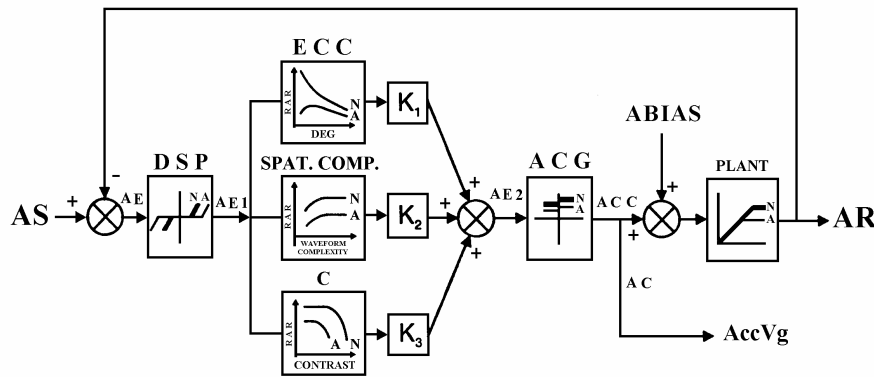 E C C
RAR
N
A
DEG
K1
ABIAS
D S P
SPAT. COMP.
A C G
PLANT
-
+
+
+
AS
AE
N A
AE1
RAR
N
A
WAVEFORM
COMPLEXITY
K2
+
AE2
N
A
A C C
+
N
A
AR
+
A C
C
RAR
A N
CONTRAST
K3
AccVg